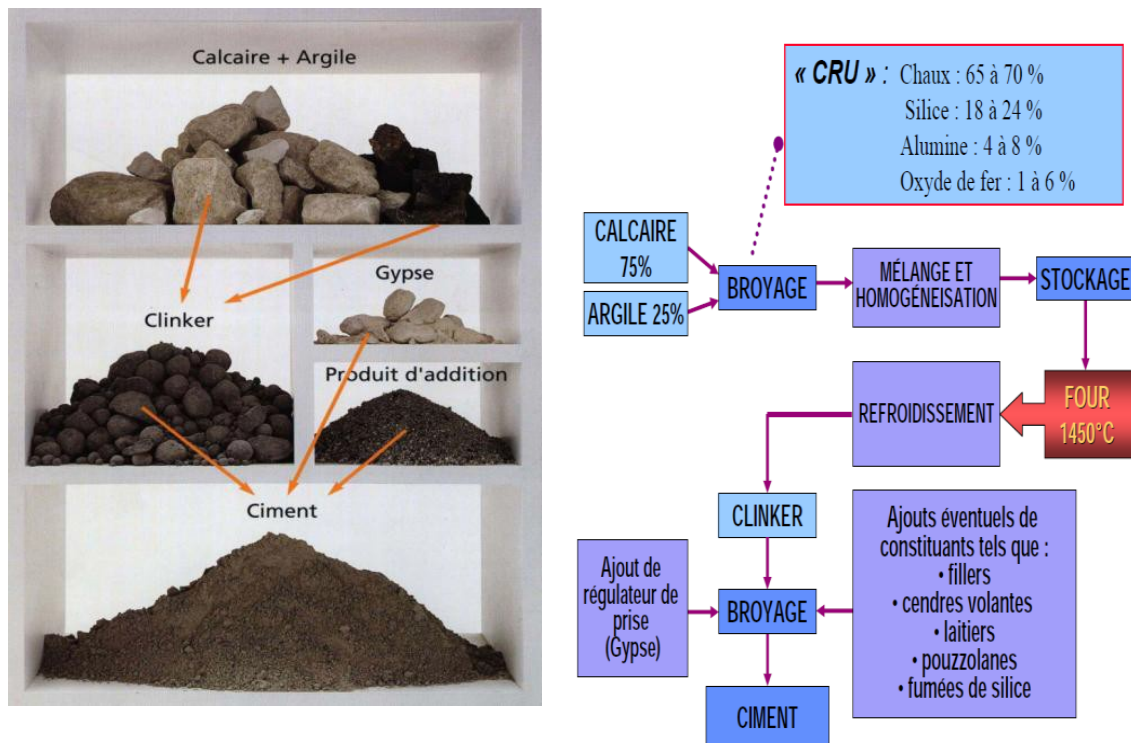 Calcaire + Argile
Clinker
Gypse
Produit d'addition
Ciment
« CRU » : Chaux : 65 à 70 %
Silice : 18 à 24 %
Alumine : 4 à 8 %
Oxyde de fer : 1 à 6 %
CALCAIRE
75%
ARGILE 25%
BROYAGE
MÉLANGE ET
HOMOGÉNEISATION
STOCKAGE
FOUR
1450°C
REFROIDISSEMENT
CLINKER
Ajout de
régulateur de
prise
(Gypse)
BROYAGE
Ajouts éventuels de
constituants tels que :
• fillers
• cendres volantes
• laitiers
• pouzzolanes
• fumées de silice
CIMENT